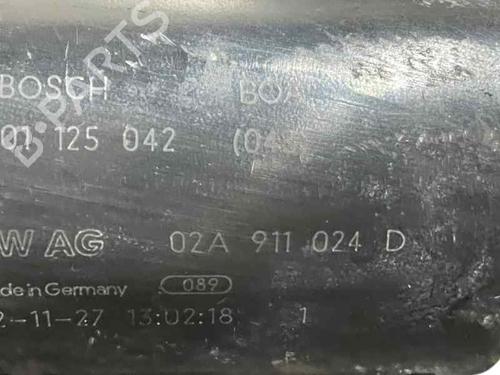 BOSCH BOA
01 125 042 (04
W AG 02A 911 024 D
de in Germany 089
2-11-27 13:02:18 1
B-PARTS